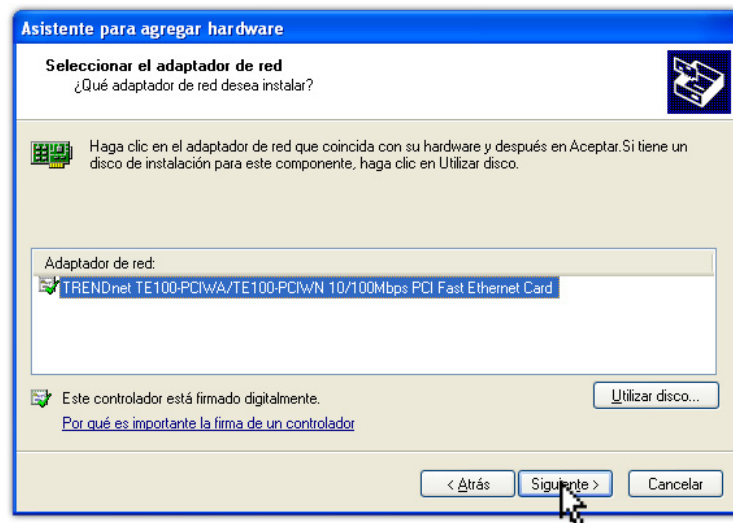 Asistente para agregar hardware
Seleccionar el adaptador de red
¿Qué adaptador de red desea instalar?
Haga clic en el adaptador de red que coincida con su hardware y después en Aceptar.Si tiene un
disco de instalación para este componente, haga clic en Utilizar disco.
Adaptador de red:
TRENDnet TE100-PCIWA/TE100-PCIWN 10/100Mbps PCI Fast Ethernet Card
Este controlador está firmado digitalmente.
Utilizar disco...
Por qué es importante la firma de un controlador
< Atrás
Siguiente >
Cancelar